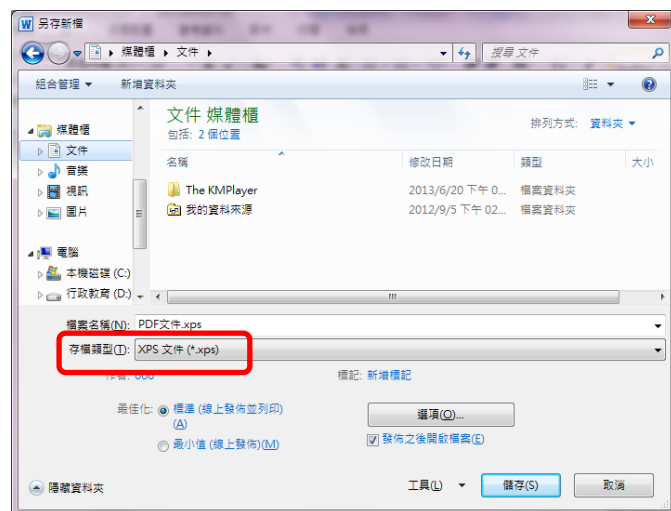 另存新檔
媒體櫃 ▸ 文件 ▸
搜尋 文件
組合管理 ▼ 新增資料夾
媒體櫃
文件
音樂
視訊
圖片
電腦
本機磁碟 (C:)
行政教育 (D:)
文件 媒體櫃
包括: 2 個位置
排列方式: 資料夾 ▼
名稱 修改日期 類型 大小
The KMPlayer 2013/6/20 下午 0... 檔案資料夾
我的資料來源 2012/9/5 下午 02... 檔案資料夾
檔案名稱(N): PDF文件.xps
存檔類型(T): XPS 文件 (*.xps)
標記: 新增標記
最佳化: 標準 (線上發佈並列印)
(A)
最小值 (線上發佈)(M)
選項(O)...
發佈之後開啟檔案(E)
隱藏資料夾
工具(L) ▼ 儲存(S) 取消